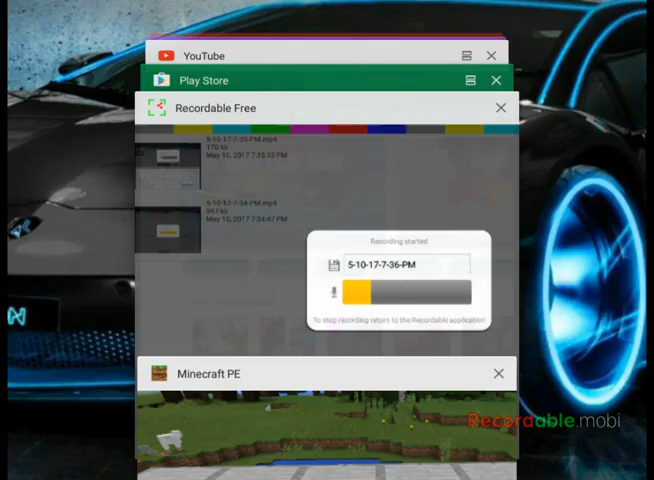 YouTube
Play Store
Recordable Free
5-10-17-7-35-PM.mp4
170 kb
May 10, 2017 7:35:33 PM
5-10-17-7-34-PM.mp4
597 kb
May 10, 2017 7:34:47 PM
Recording started
5-10-17-7-36-PM
To stop recording return to the Recordable application
Minecraft PE
Recordable.mobi
N